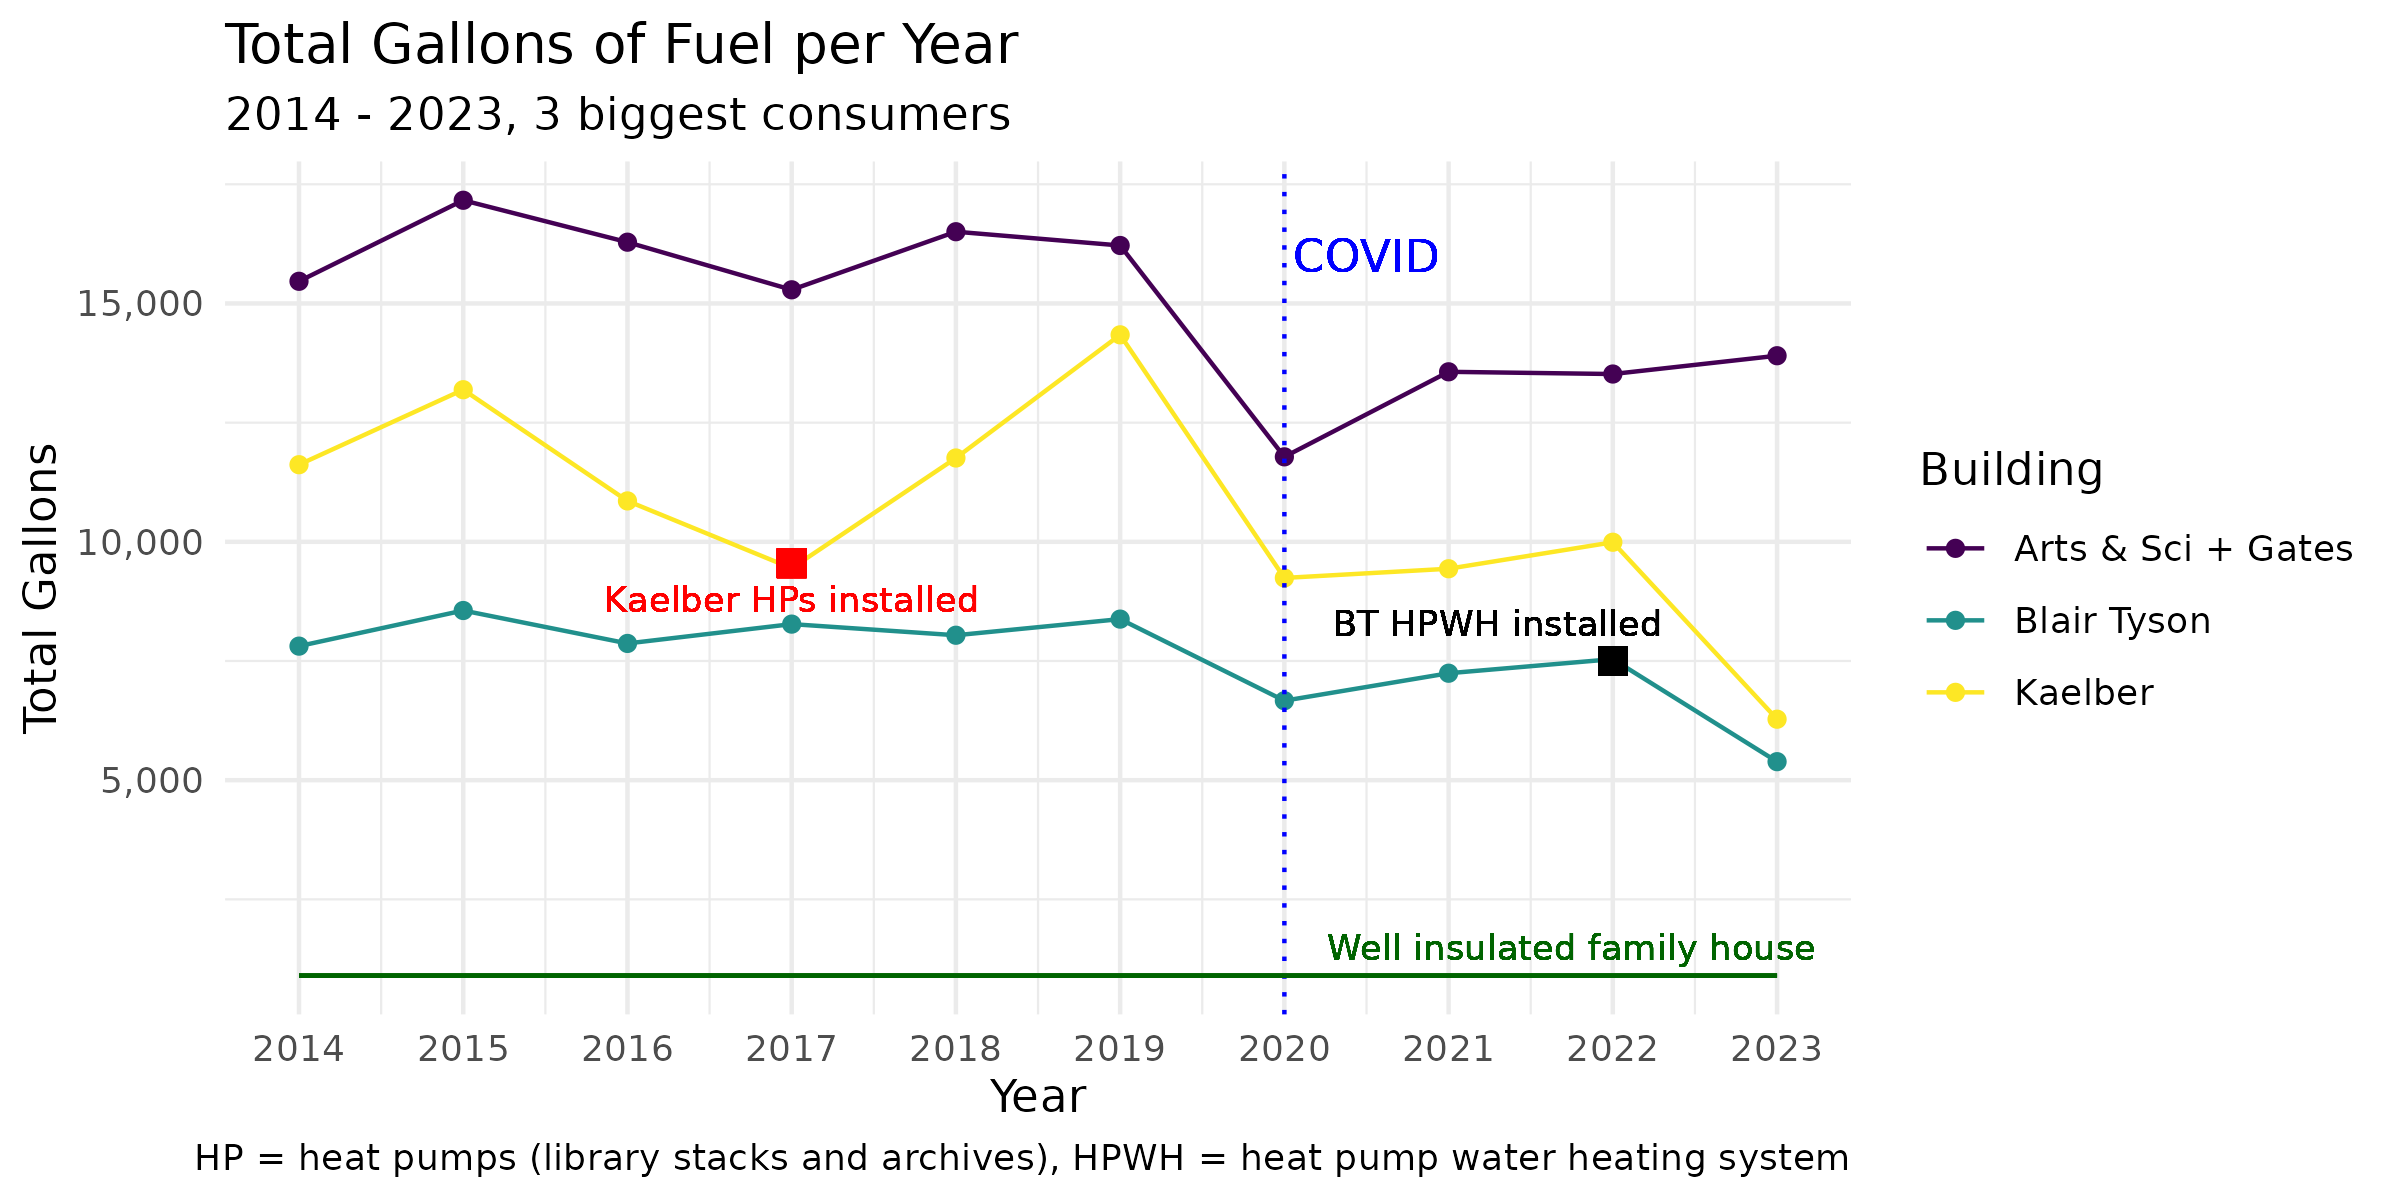 Total Gallons of Fuel per Year
2014 - 2023, 3 biggest consumers
Total Gallons
15,000
10,000
5,000
COVID
Kaelber HPs installed
BT HPWH installed
Well insulated family house
Building
Arts & Sci + Gates
Blair Tyson
Kaelber
2014 2015 2016 2017 2018 2019 2020 2021 2022 2023
Year
HP = heat pumps (library stacks and archives), HPWH = heat pump water heating system